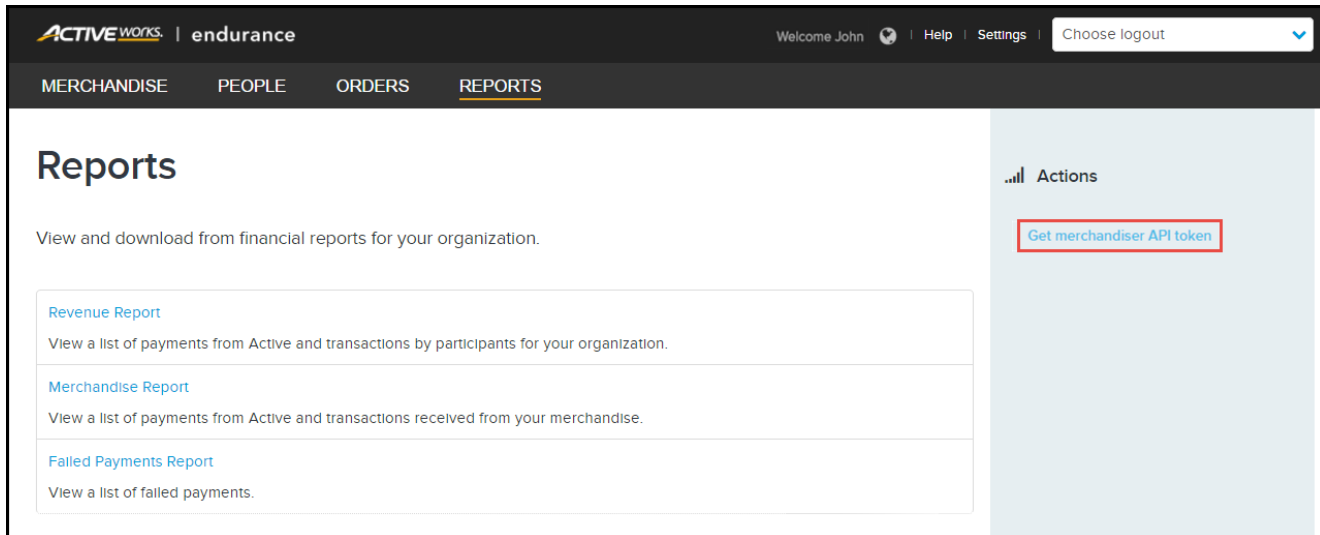 ACTIVE WORKS. | endurance
Welcome John | Help | Settings | Choose logout
MERCHANDISE PEOPLE ORDERS REPORTS
Reports
Actions
Get merchandiser API token
View and download from financial reports for your organization.
Revenue Report
View a list of payments from Active and transactions by participants for your organization.
Merchandise Report
View a list of payments from Active and transactions received from your merchandise.
Failed Payments Report
View a list of failed payments.